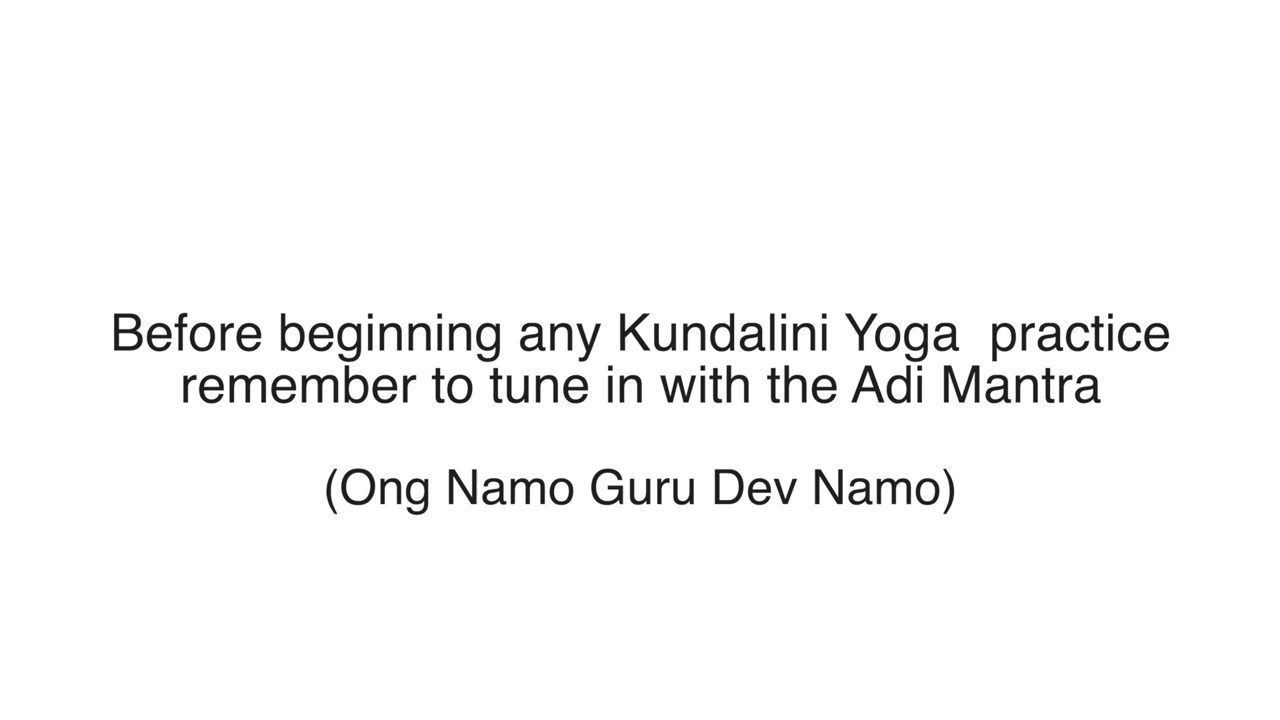 Before beginning any Kundalini Yoga  practice
remember to tune in with the Adi Mantra
(Ong Namo Guru Dev Namo)